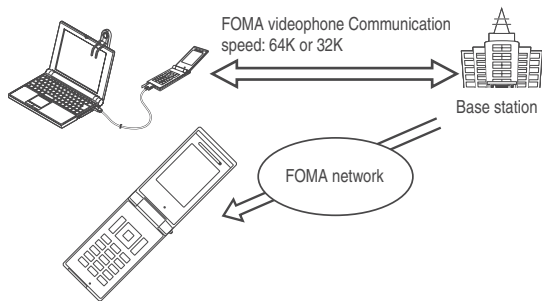 FOMA videophone Communication
speed: 64K or 32K
Base station
FOMA network